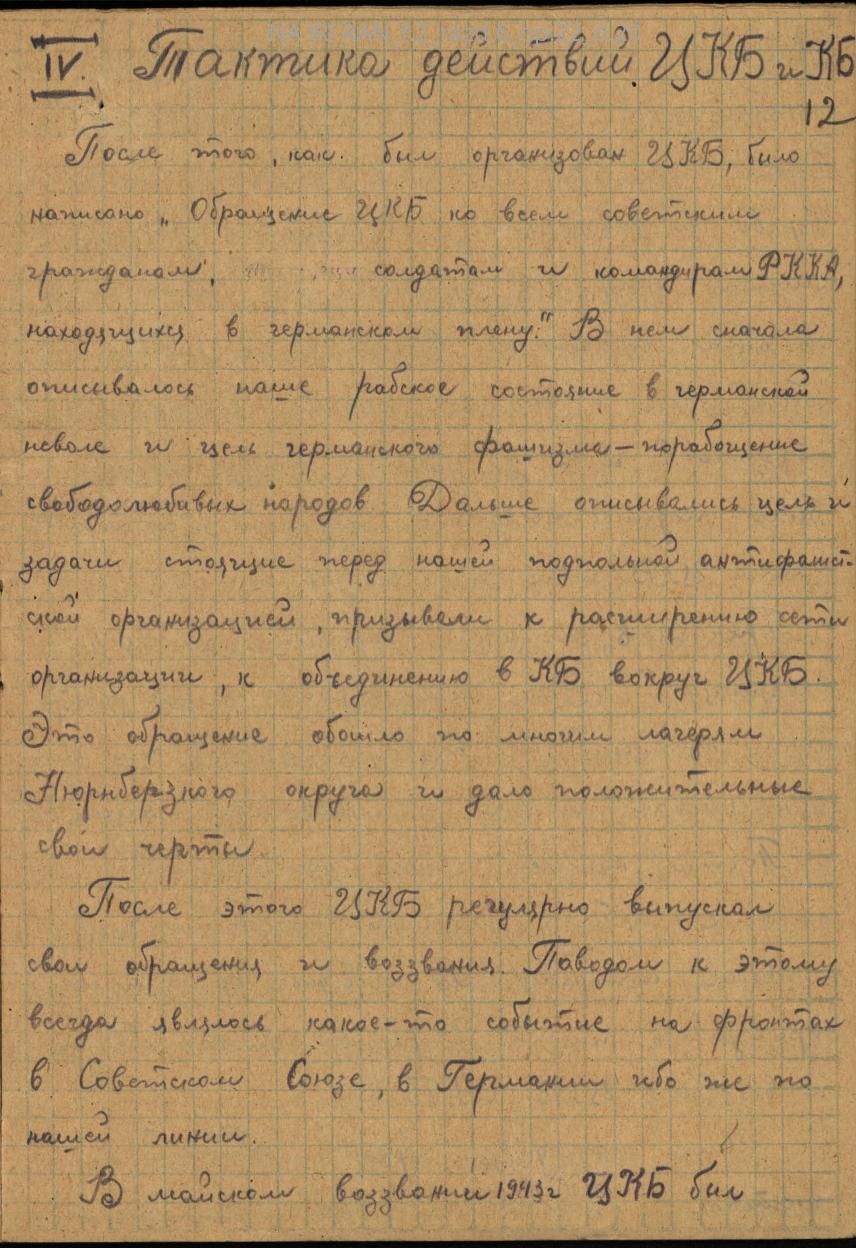 IV. Тактика действий ЦКБ и КБ
12
После того, как был организован ЦКБ, было
написано „Обращение ЦКБ ко всем советским
гражданам, солдатам и командирам РККА,
находящихся в германском плену." В нем сначала
описывалось наше рабское состояние в германской
неволе и цель германского фашизма – порабощение
свободолюбивых народов Дальше описывались цель и
задачи стоящие перед нашей подпольной антифашист-
ской организацией, призывали к расширению сети
организации, к объединению в КБ вокруг ЦКБ.
Это обращение обошло по многим лагерям
Нюрнбергзкого округа и дало положительные
свои черты
После этого ЦКБ регулярно выпускал
свои обращения и воззвания. Паводом к этому
всегда являлось какое-то событие на фронтах
в Советском Союзе, в Германии ибо же по
нашей линии.
В майском воззвании 1943г ЦКБ был